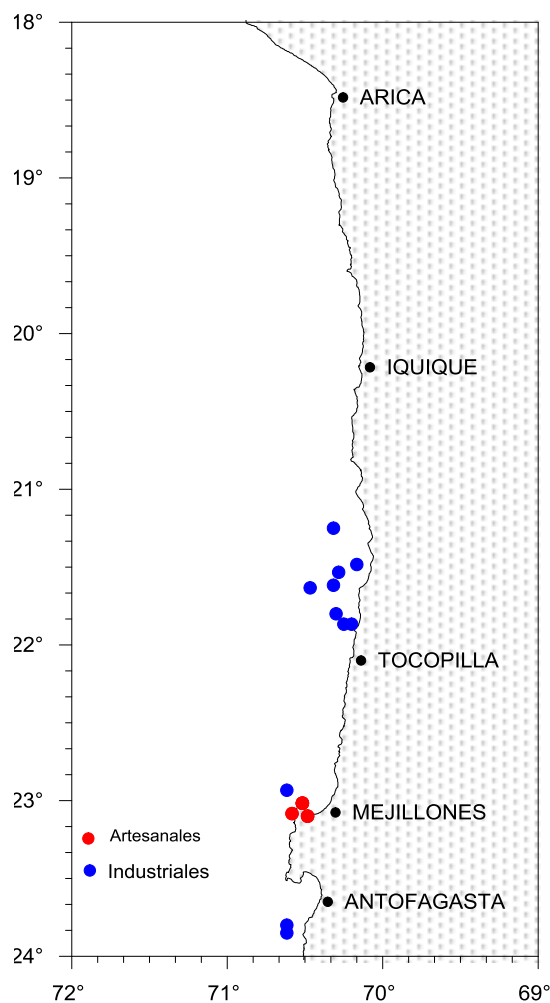 18°
ARICA
19°
20°
IQUIQUE
21°
22°
TOCOPILLA
23°
MEJILLONES
Artesanales
Industriales
ANTOFAGASTA
24°
72° 71° 70° 69°